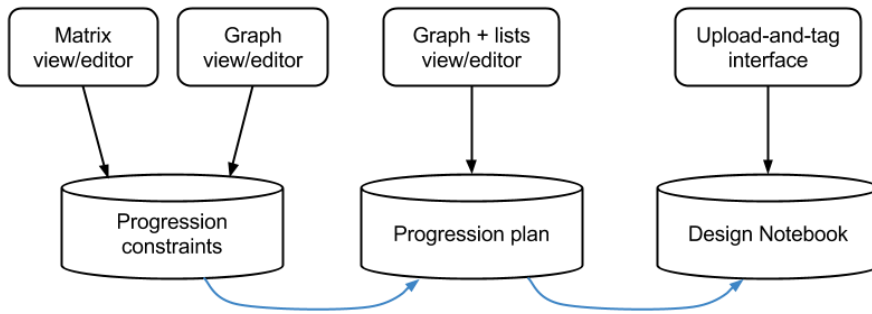 Matrix
view/editor
Graph
view/editor
Graph + lists
view/editor
Upload-and-tag
interface
Progression
constraints
Progression plan
Design Notebook